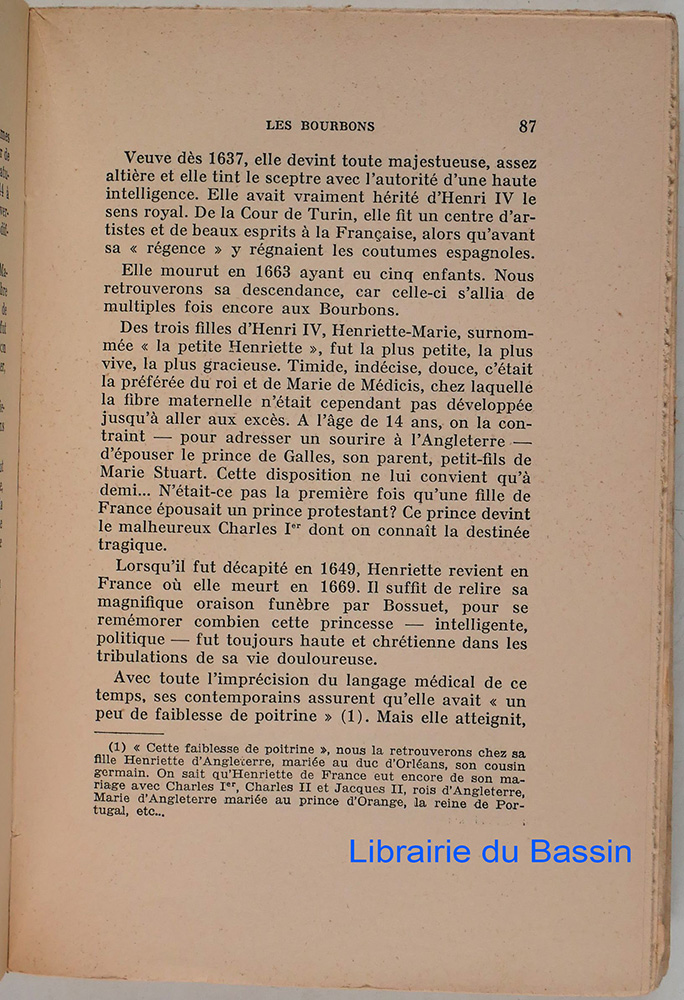 LES BOURBONS 87
Veuve dès 1637, elle devint toute majestueuse, assez
altière et elle tint le sceptre avec l'autorité d'une haute
intelligence. Elle avait vraiment hérité d'Henri IV le
sens royal. De la Cour de Turin, elle fit un centre d'ar-
tistes et de beaux esprits à la Française, alors qu'avant
sa « régence » y régnaient les coutumes espagnoles.
Elle mourut en 1663 ayant eu cinq enfants. Nous
retrouverons sa descendance, car celle-ci s'allia de
multiples fois encore aux Bourbons.
Des trois filles d'Henri IV, Henriette-Marie, surnom-
mée « la petite Henriette », fut la plus petite, la plus
vive, la plus gracieuse. Timide, indécise, douce, c'était
la préférée du roi et de Marie de Médicis, chez laquelle
la fibre maternelle n'était cependant pas développée
jusqu'à aller aux excès. A l'âge de 14 ans, on la con-
traint — pour adresser un sourire à l'Angleterre —
d'épouser le prince de Galles, son parent, petit-fils de
Marie Stuart. Cette disposition ne lui convient qu'à
demi... N'était-ce pas la première fois qu'une fille de
France épousait un prince protestant? Ce prince devint
le malheureux Charles Ier dont on connaît la destinée
tragique.
Lorsqu'il fut décapité en 1649, Henriette revient en
France où elle meurt en 1669. Il suffit de relire sa
magnifique oraison funèbre par Bossuet, pour se
remémorer combien cette princesse — intelligente,
politique — fut toujours haute et chrétienne dans les
tribulations de sa vie douloureuse.
Avec toute l'imprécision du langage médical de ce
temps, ses contemporains assurent qu'elle avait « un
peu de faiblesse de poitrine » (1). Mais elle atteignit,
(1) « Cette faiblesse de poitrine », nous la retrouverons chez sa
fille Henriette d'Angleterre, mariée au duc d'Orléans, son cousin
germain. On sait qu'Henriette de France eut encore de son ma-
riage avec Charles Ier, Charles II et Jacques II, rois d'Angleterre,
Marie d'Angleterre mariée au prince d'Orange, la reine de Por-
tugal, etc...
Librairie du Bassin